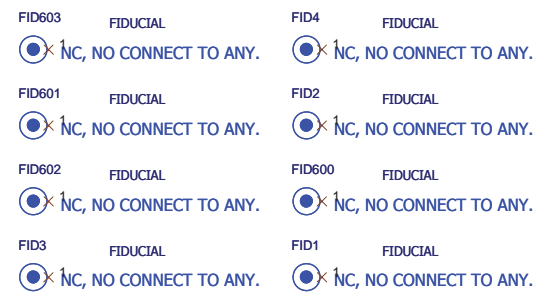 FID603 FIDUCIAL
1 NC, NO CONNECT TO ANY.
FID4 FIDUCIAL
1 NC, NO CONNECT TO ANY.
FID601 FIDUCIAL
1 NC, NO CONNECT TO ANY.
FID2 FIDUCIAL
1 NC, NO CONNECT TO ANY.
FID602 FIDUCIAL
1 NC, NO CONNECT TO ANY.
FID600 FIDUCIAL
1 NC, NO CONNECT TO ANY.
FID3 FIDUCIAL
1 NC, NO CONNECT TO ANY.
FID1 FIDUCIAL
1 NC, NO CONNECT TO ANY.